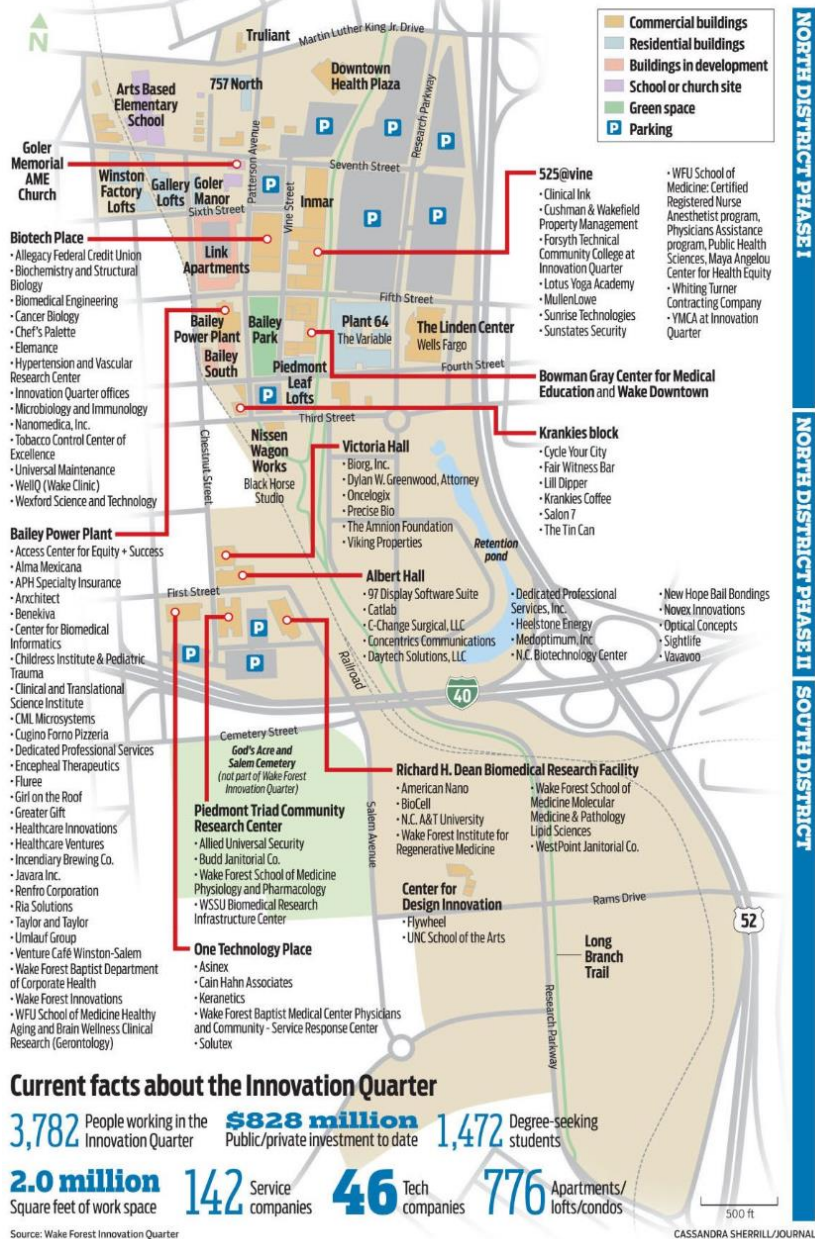 N
Truliant
Martin Luther King Jr. Drive
Commercial buildings
Residential buildings
Buildings in development
School or church site
Green space
P Parking
NORTH DISTRICT PHASE I
Arts Based
Elementary
School
757 North
Downtown
Health Plaza
Research Parkway
P
P
P
Goler
Memorial
AME
Church
Winston
Factory
Lofts
Gallery
Lofts
Goler
Manor
Patterson Avenue
P
Vine Street
Inmar
Seventh Street
P
P
Sixth Street
525@vine
• Clinical Ink
• Cushman & Wakefield
Property Management
• Forsyth Technical
Community College at
Innovation Quarter
• Lotus Yoga Academy
• MullenLowe
• Sunrise Technologies
• Sunstates Security
• WFU School of
Medicine: Certified
Registered Nurse
Anesthetist program,
Physicians Assistance
program, Public Health
Sciences, Maya Angelou
Center for Health Equity
• Whiting Turner
Contracting Company
• YMCA at Innovation
Quarter
Biotech Place
• Allegacy Federal Credit Union
• Biochemistry and Structural
Biology
• Biomedical Engineering
• Cancer Biology
• Chef's Palette
• Elemance
• Hypertension and Vascular
Research Center
• Innovation Quarter offices
• Microbiology and Immunology
• Nanomedica, Inc.
• Tobacco Control Center of
Excellence
• Universal Maintenance
• WellQ (Wake Clinic)
• Wexford Science and Technology
Link
Apartments
Fifth Street
Bailey
Power Plant
Bailey
South
Bailey
Park
Plant 64
The Variable
The Linden Center
Wells Fargo
Fourth Street
Piedmont
Leaf
Lofts
P
Third Street
Bowman Gray Center for Medical
Education and Wake Downtown
NORTH DISTRICT PHASE II
Krankies block
• Cycle Your City
• Fair Witness Bar
• Lill Dipper
• Krankies Coffee
• Salon 7
• The Tin Can
Chestnut Street
Nissen
Wagon
Works
Black Horse
Studio
Victoria Hall
• Biorg, Inc.
• Dylan W. Greenwood, Attorney
• Oncelogix
• Precise Bio
• The Amnion Foundation
• Viking Properties
Retention
pond
Albert Hall
• 97 Display Software Suite
• Catlab
• C-Change Surgical, LLC
• Concentrics Communications
• Daytech Solutions, LLC
• Dedicated Professional
Services, Inc.
• Heelstone Energy
• Medoptimum, Inc
• N.C. Biotechnology Center
• New Hope Bail Bondings
• Novex Innovations
• Optical Concepts
• Sightlife
• Vavavoo
Bailey Power Plant
• Access Center for Equity + Success
• Alma Mexicana
• APH Specialty Insurance
• Arxchitect
• Benekiva
• Center for Biomedical
Informatics
• Childress Institute & Pediatric
Trauma
• Clinical and Translational
Science Institute
• CML Microsystems
• Cugino Forno Pizzeria
• Dedicated Professional Services
• Encepheal Therapeutics
• Fluree
• Girl on the Roof
• Greater Gift
• Healthcare Innovations
• Healthcare Ventures
• Incendiary Brewing Co.
• Javara Inc.
• Renfro Corporation
• Ria Solutions
• Taylor and Taylor
• Umlauf Group
• Venture Café Winston-Salem
• Wake Forest Baptist Department
of Corporate Health
• Wake Forest Innovations
• WFU School of Medicine Healthy
Aging and Brain Wellness Clinical
Research (Gerontology)
First Street
P
P
P
Railroad
40
SOUTH DISTRICT
Cemetery Street
God's Acre and
Salem Cemetery
(not part of Wake Forest
Innovation Quarter)
Salem Avenue
Richard H. Dean Biomedical Research Facility
• American Nano
• BioCell
• N.C. A&T University
• Wake Forest Institute for
Regenerative Medicine
• Wake Forest School of
Medicine Molecular
Medicine & Pathology
Lipid Sciences
• WestPoint Janitorial Co.
Piedmont Triad Community
Research Center
• Allied Universal Security
• Budd Janitorial Co.
• Wake Forest School of Medicine
Physiology and Pharmacology
• WSSU Biomedical Research
Infrastructure Center
Center for
Design Innovation
• Flywheel
• UNC School of the Arts
Rams Drive
52
Long
Branch
Trail
Research Parkway
One Technology Place
• Asinex
• Cain Hahn Associates
• Keranetics
• Wake Forest Baptist Medical Center Physicians
and Community - Service Response Center
• Solutex
Current facts about the Innovation Quarter
3,782 People working in the
Innovation Quarter
$828 million
Public/private investment to date
1,472 Degree-seeking
students
2.0 million
Square feet of work space
142 Service
companies
46 Tech
companies
776 Apartments/
lofts/condos
500 ft
Source: Wake Forest Innovation Quarter
CASSANDRA SHERRILL/JOURNAL